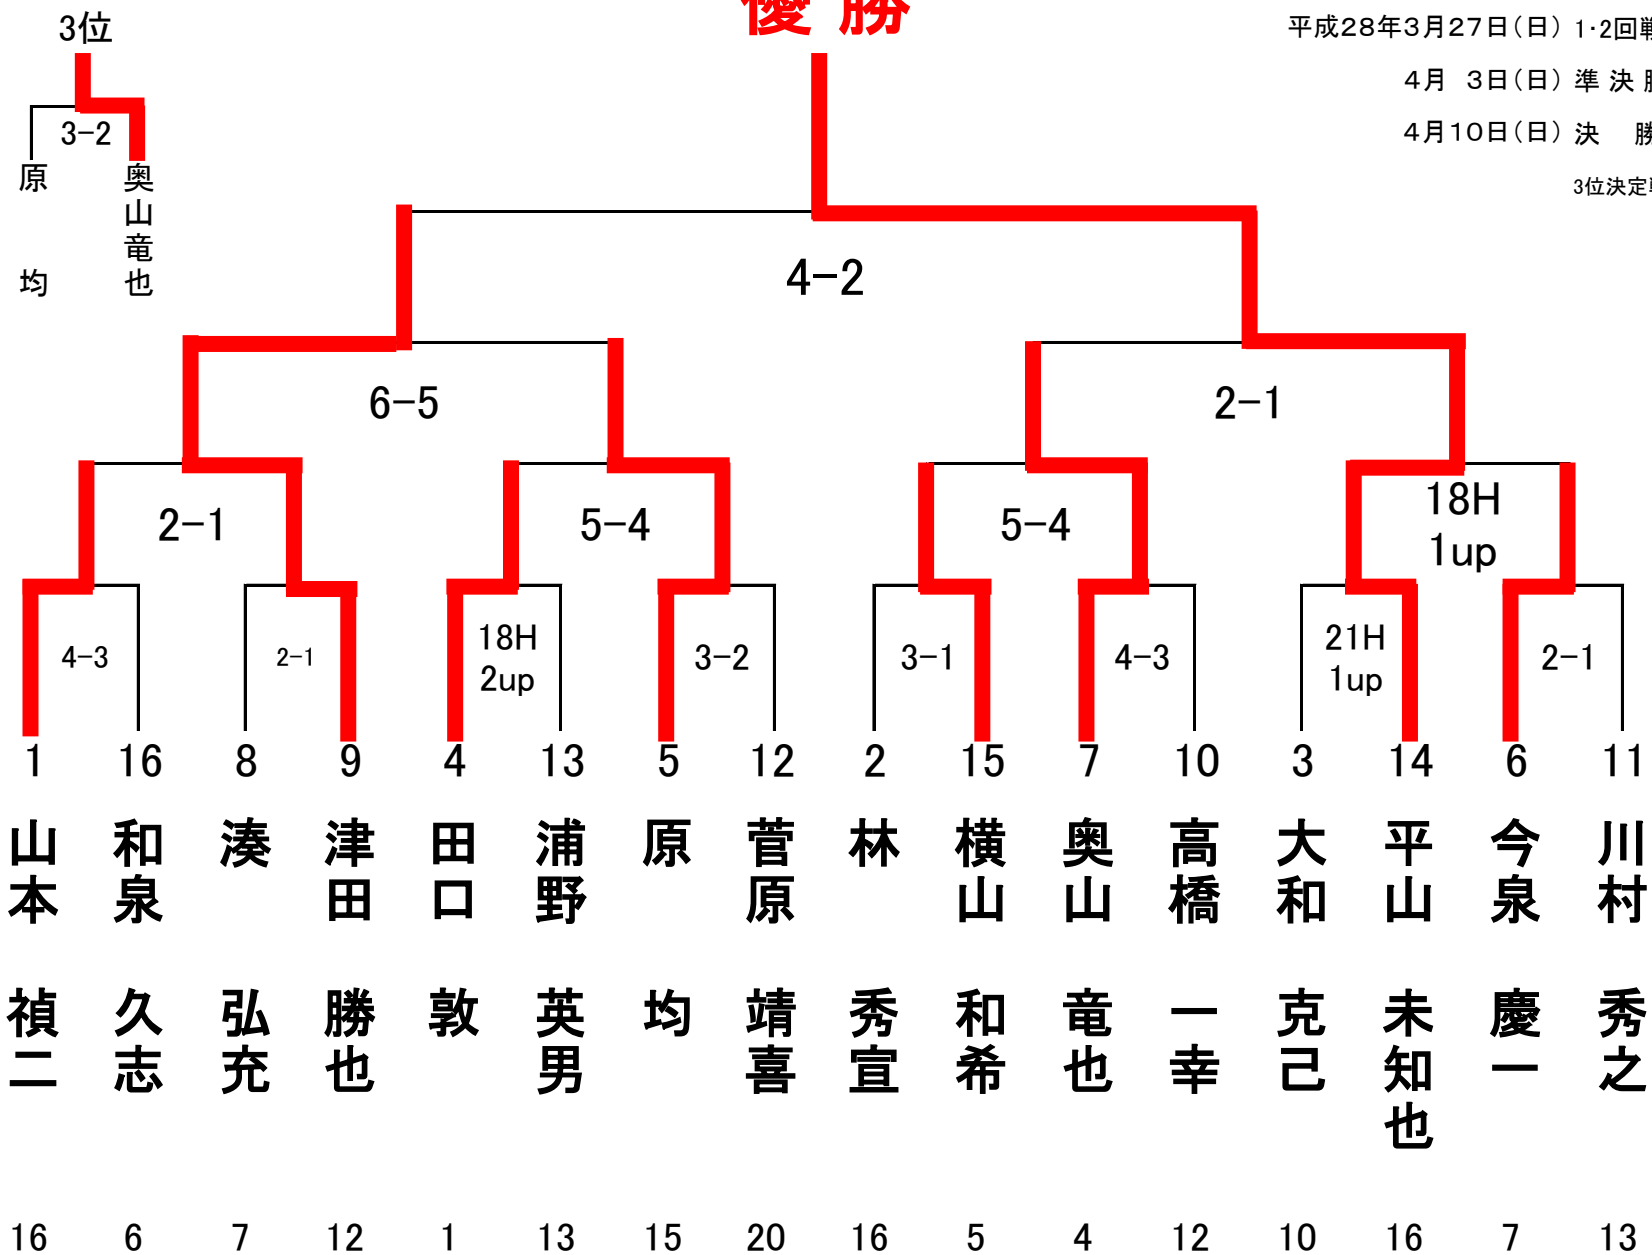 優勝
3位
3-2
原 均
奥山竜也
平成28年3月27日(日) 1・2回戦
4月 3日(日) 準 決 勝
4月10日(日) 決 勝
3位決定戦
4-2
6-5
2-1
2-1
5-4
5-4
18H
1up
4-3
2-1
18H
2up
3-2
3-1
4-3
21H
1up
2-1
1 16 8 9 4 13 5 12 2 15 7 10 3 14 6 11
山本 禎二
和泉 久志
湊 弘充
津田 勝也
田口 敦
浦野 英男
原 均
菅原 靖喜
林 秀宣
横山 和希
奥山 竜也
高橋 一幸
大和 克己
平山 未知也
今泉 慶一
川村 秀之
16 6 7 12 1 13 15 20 16 5 4 12 10 16 7 13